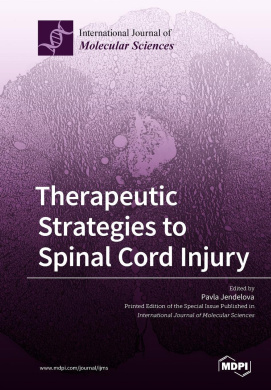 International Journal of
Molecular Sciences
Therapeutic
Strategies to
Spinal Cord Injury
Edited by
Pavla Jendelova
Printed Edition of the Special Issue Published in
International Journal of Molecular Sciences
www.mdpi.com/journal/ijms
MDPI